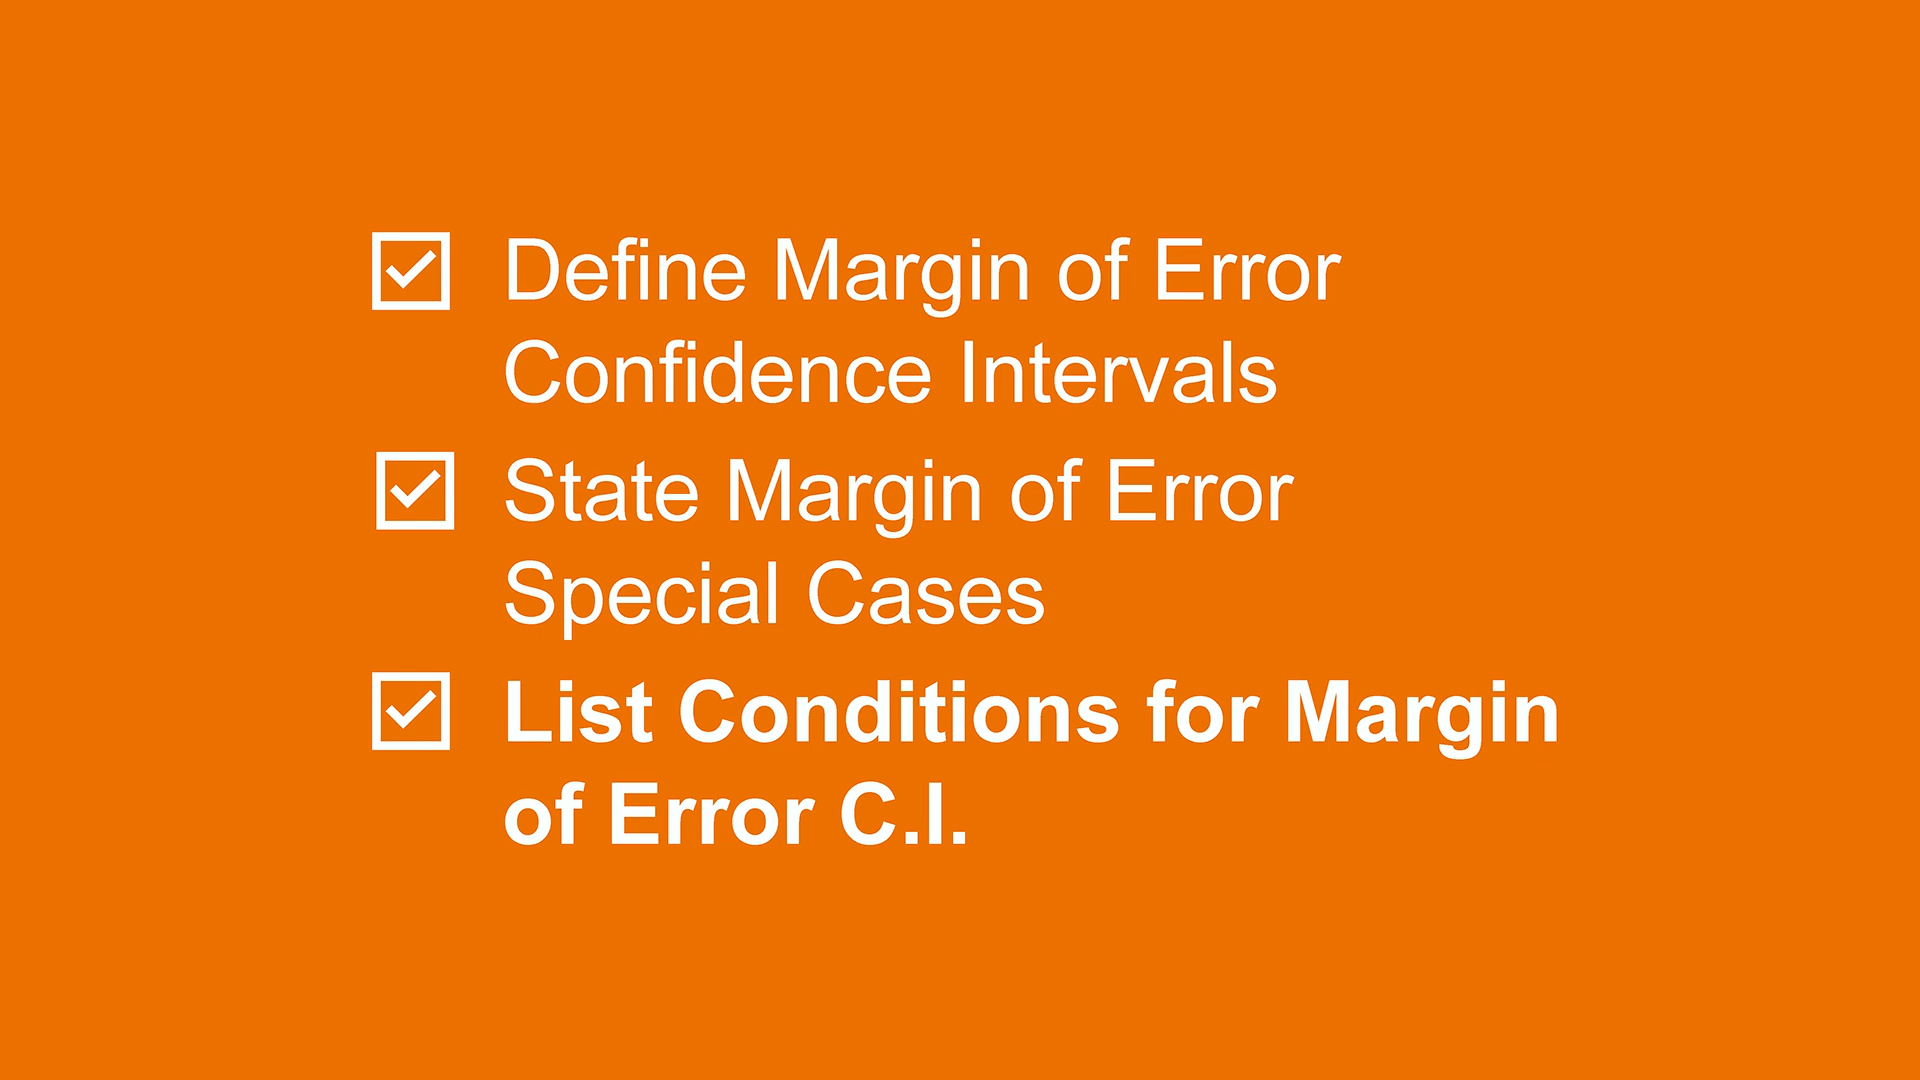 Define Margin of Error
Confidence Intervals
State Margin of Error
Special Cases
List Conditions for Margin
of Error C.I.